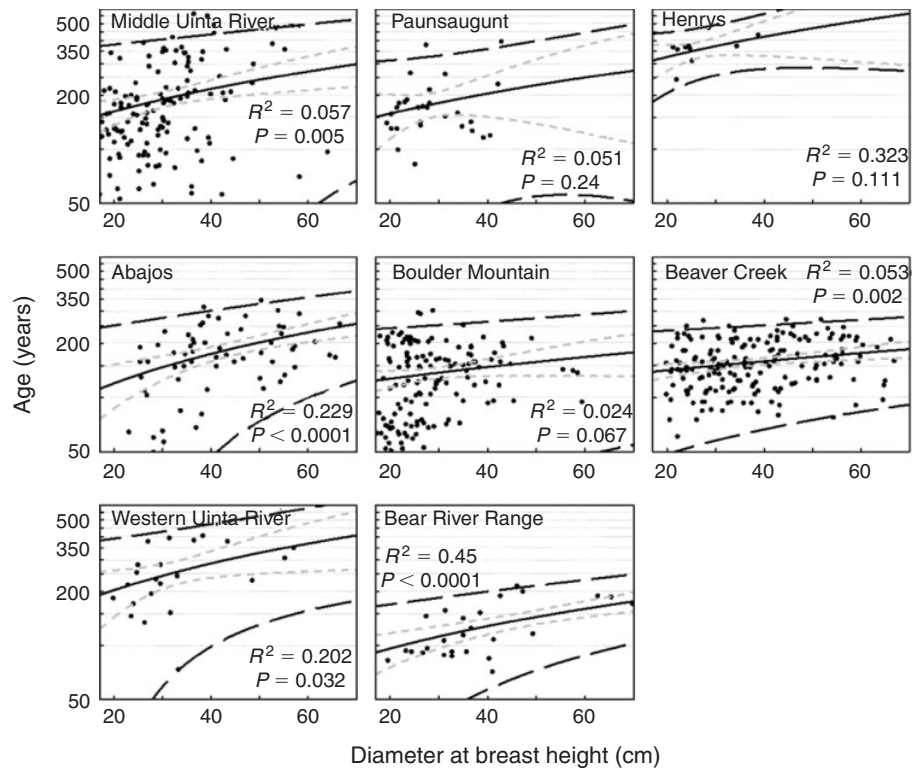 Middle Uinta River
Paunsaugunt
Henrys
500
350
200
50
R² = 0.057
P = 0.005
R² = 0.051
P = 0.24
R² = 0.323
P = 0.111
20 40 60
20 40 60
20 40 60
Abajos
Boulder Mountain
Beaver Creek
R² = 0.053
P = 0.002
500
350
200
50
R² = 0.229
P < 0.0001
R² = 0.024
P = 0.067
20 40 60
20 40 60
20 40 60
Age (years)
Western Uinta River
Bear River Range
500
350
200
50
R² = 0.202
P = 0.032
R² = 0.45
P < 0.0001
20 40 60
20 40 60
Diameter at breast height (cm)